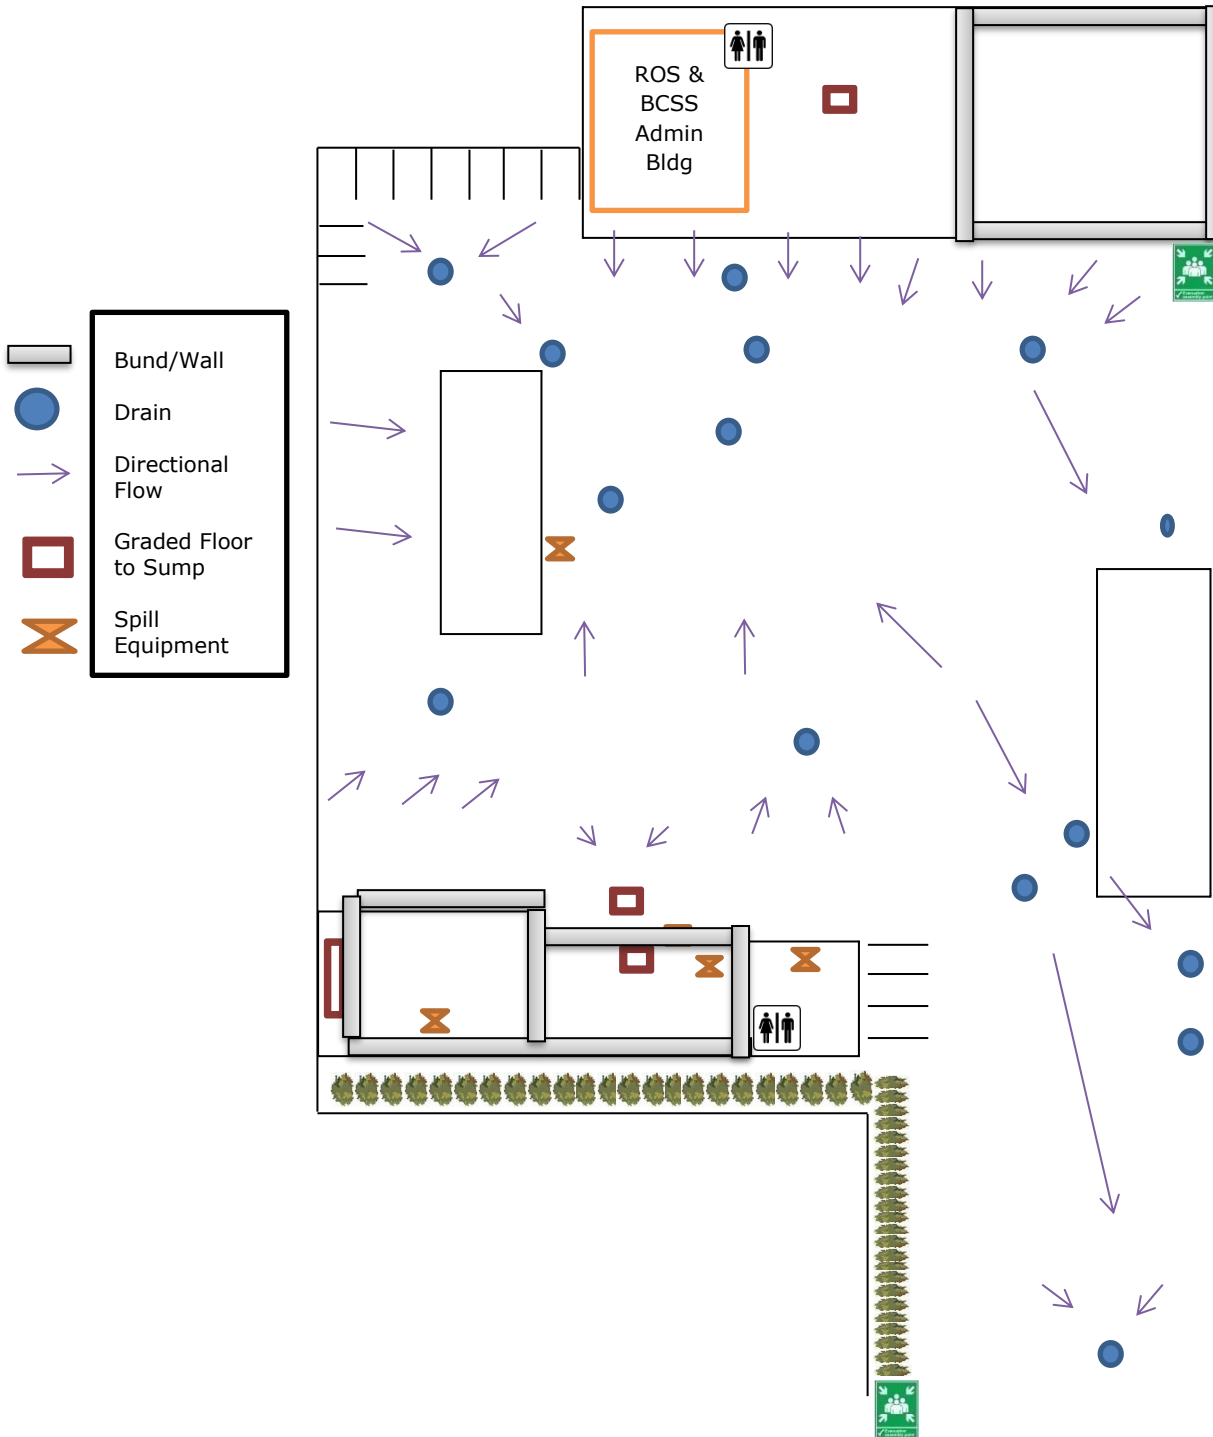 ROS &
BCSS
Admin
Bldg
Bund/Wall
Drain
Directional
Flow
Graded Floor
to Sump
Spill
Equipment